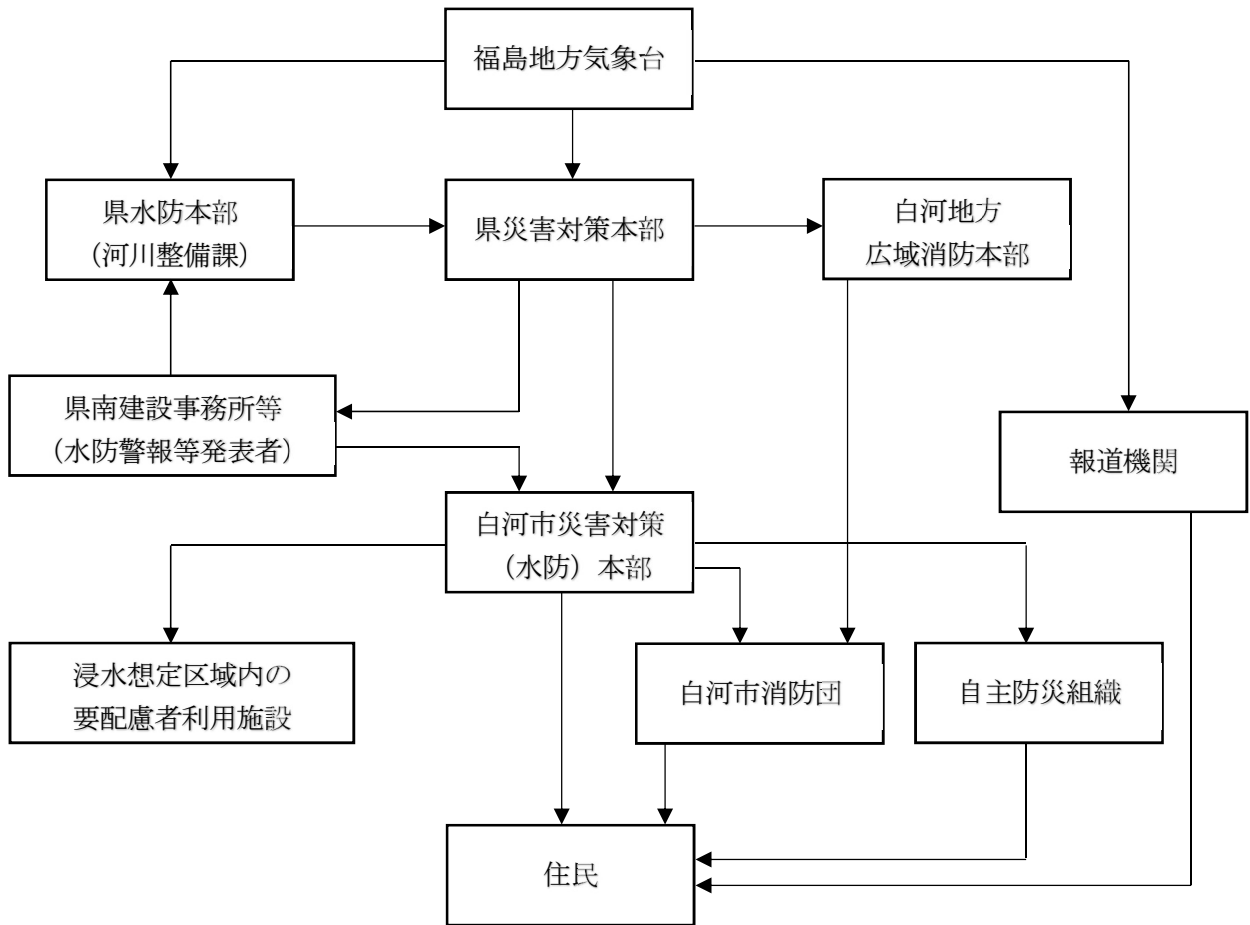 福島地方気象台
県水防本部
（河川整備課）
県災害対策本部
白河地方
広域消防本部
県南建設事務所等
（水防警報等発表者）
報道機関
白河市災害対策
（水防）本部
浸水想定区域内の
要配慮者利用施設
白河市消防団
自主防災組織
住民